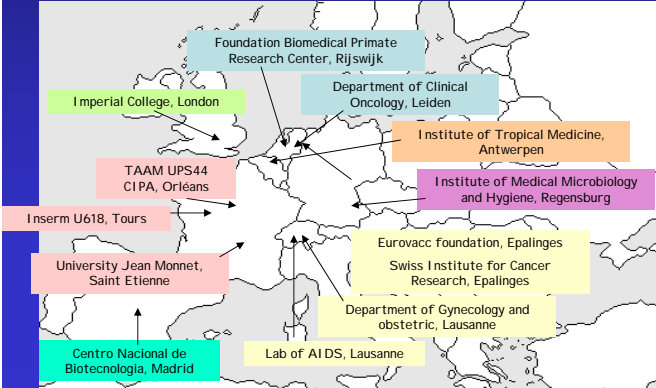 Foundation Biomedical Primate
Research Center, Rijswijk
Department of Clinical
Oncology, Leiden
Imperial College, London
Institute of Tropical Medicine,
Antwerpen
TAAM UPS44
CIPA, Orléans
Institute of Medical Microbiology
and Hygiene, Regensburg
Inserm U618, Tours
Eurovacc foundation, Epalinges
Swiss Institute for Cancer
Research, Epalinges
University Jean Monnet,
Saint Etienne
Department of Gynecology and
obstetric, Lausanne
Centro Nacional de
Biotecnologia, Madrid
Lab of AIDS, Lausanne